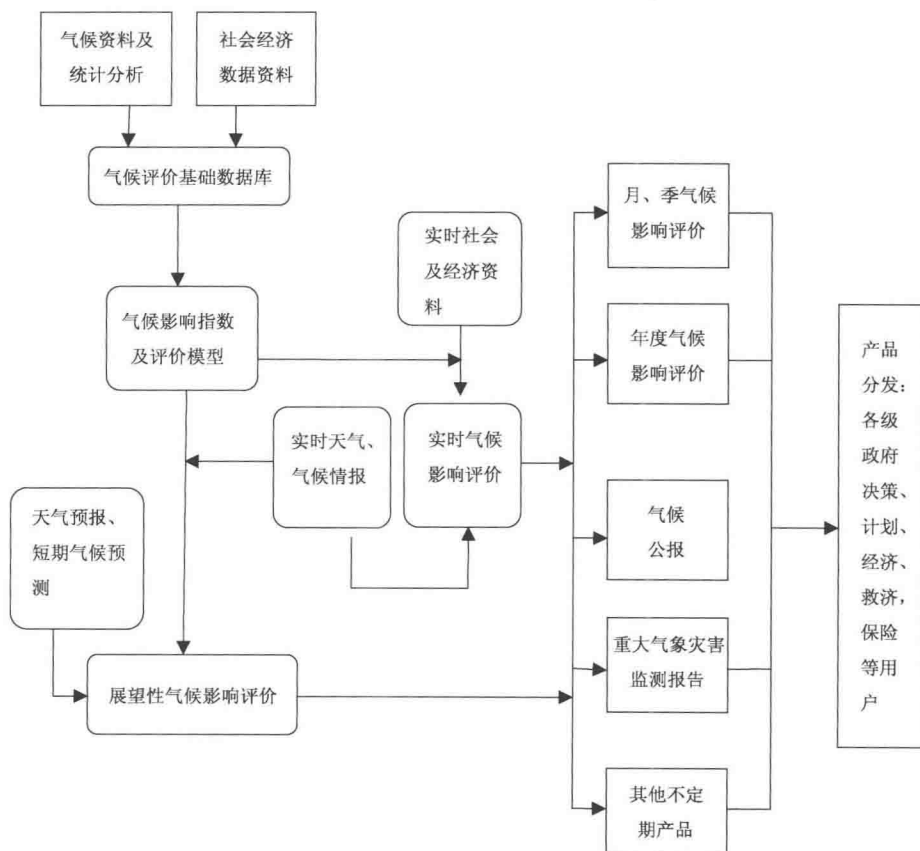 气候资料及
统计分析
社会经济
数据资料
气候评价基础数据库
实时社会
及经济资
料
气候影响指数
及评价模型
实时天气、
气候情报
实时气候
影响评价
天气预报、
短期气候预
测
展望性气候影响评价
月、季气候
影响评价
年度气候
影响评价
气候
公报
重大气象灾害
监测报告
其他不定
期产品
产品
分发：
各级
政府
决策、
计划、
经济、
救济，
保险
等用
户